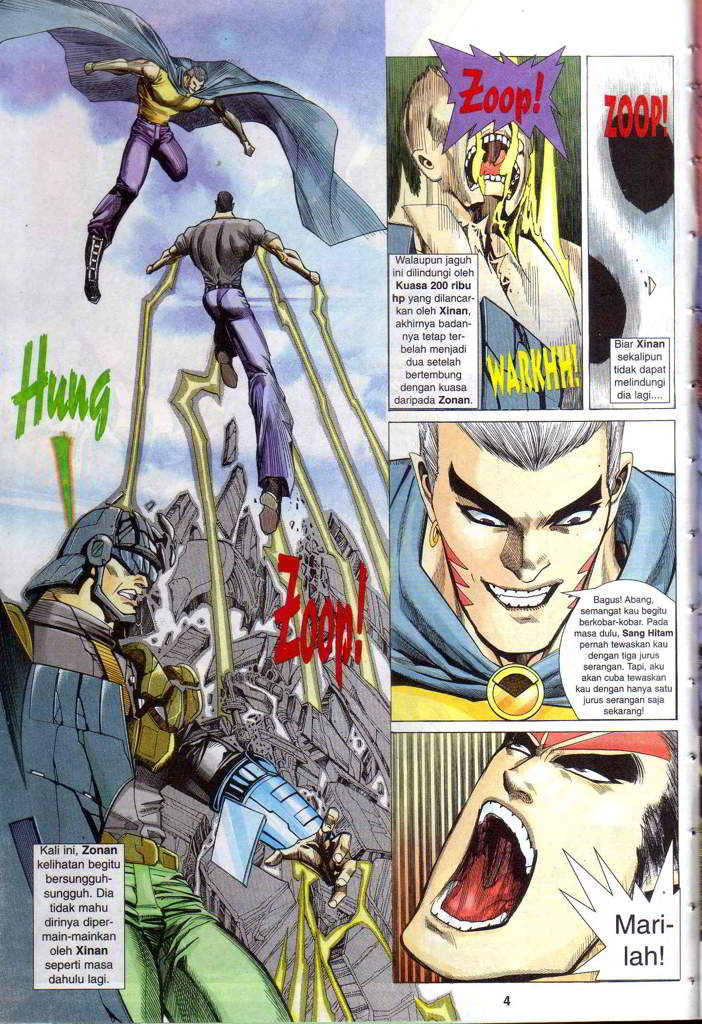 Zoop!
ZOOP!
Walaupun jaguh
ini dilindungi oleh
Kuasa 200 ribu
hp yang dilancar-
kan oleh Xinan,
akhirnya badan-
nya tetap ter-
belah menjadi
dua setelah
bertembung
dengan kuasa
daripada Zonan.
WARKHH!
Biar Xinan
sekalipun
tidak dapat
melindungi
dia lagi....
Hung
Zoop!
Kali ini, Zonan
kelihatan begitu
bersungguh-
sungguh. Dia
tidak mahu
dirinya diper-
main-mainkan
oleh Xinan
seperti masa
dahulu lagi.
Bagus! Abang,
semangat kau begitu
berkobar-kobar. Pada
masa dulu, Sang Hitam
pernah tewaskan kau
dengan tiga jurus
serangan. Tapi, aku
akan cuba tewaskan
kau dengan hanya satu
jurus serangan saja
sekarang!
Mari-
lah!
4